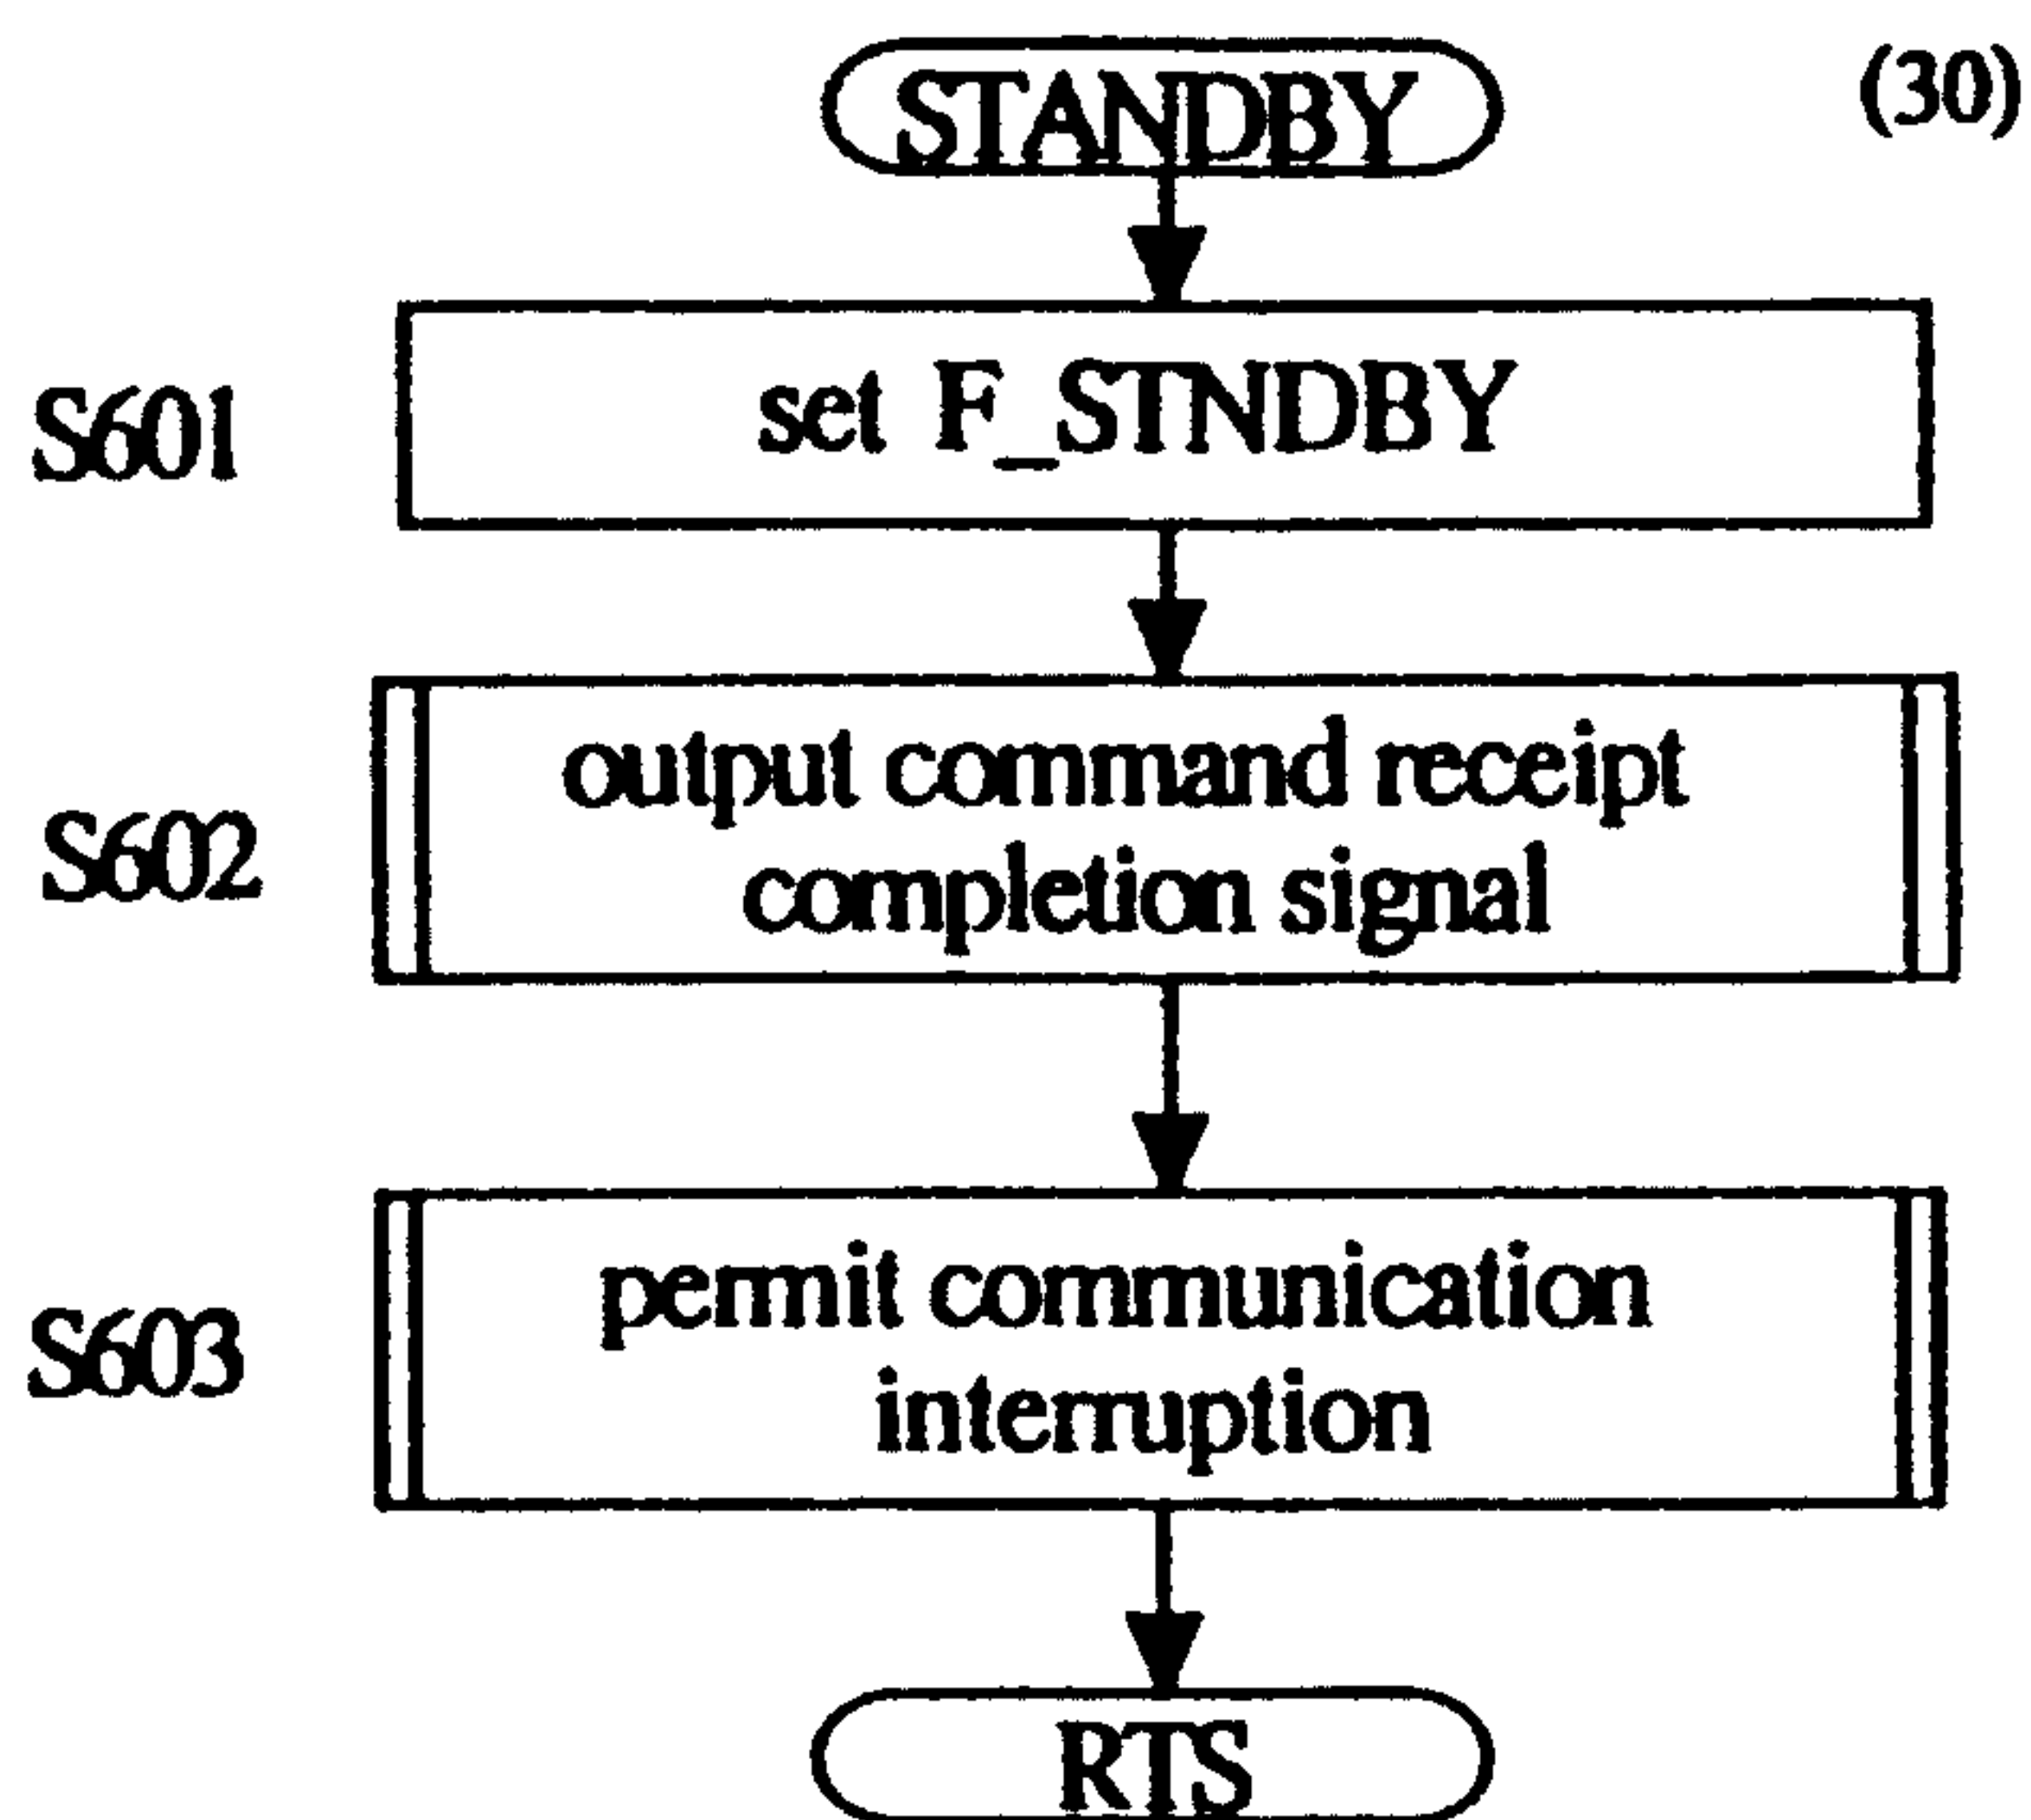 STANDBY
(30)
S601
set F_STNDBY
S602
output command receipt
completion signal
S603
permit communication
interruption
RTS